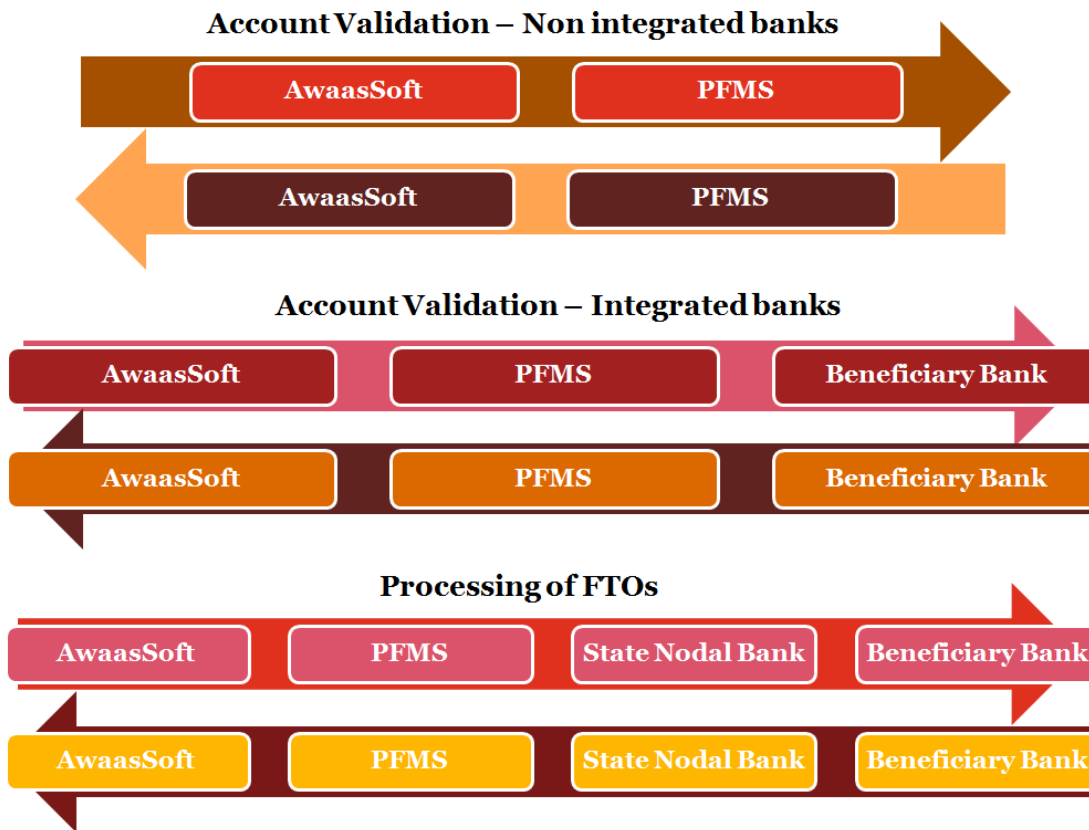 Account Validation – Non integrated banks
AwaasSoft PFMS
AwaasSoft PFMS
Account Validation – Integrated banks
AwaasSoft PFMS Beneficiary Bank
AwaasSoft PFMS Beneficiary Bank
Processing of FTOs
AwaasSoft PFMS State Nodal Bank Beneficiary Bank
AwaasSoft PFMS State Nodal Bank Beneficiary Bank